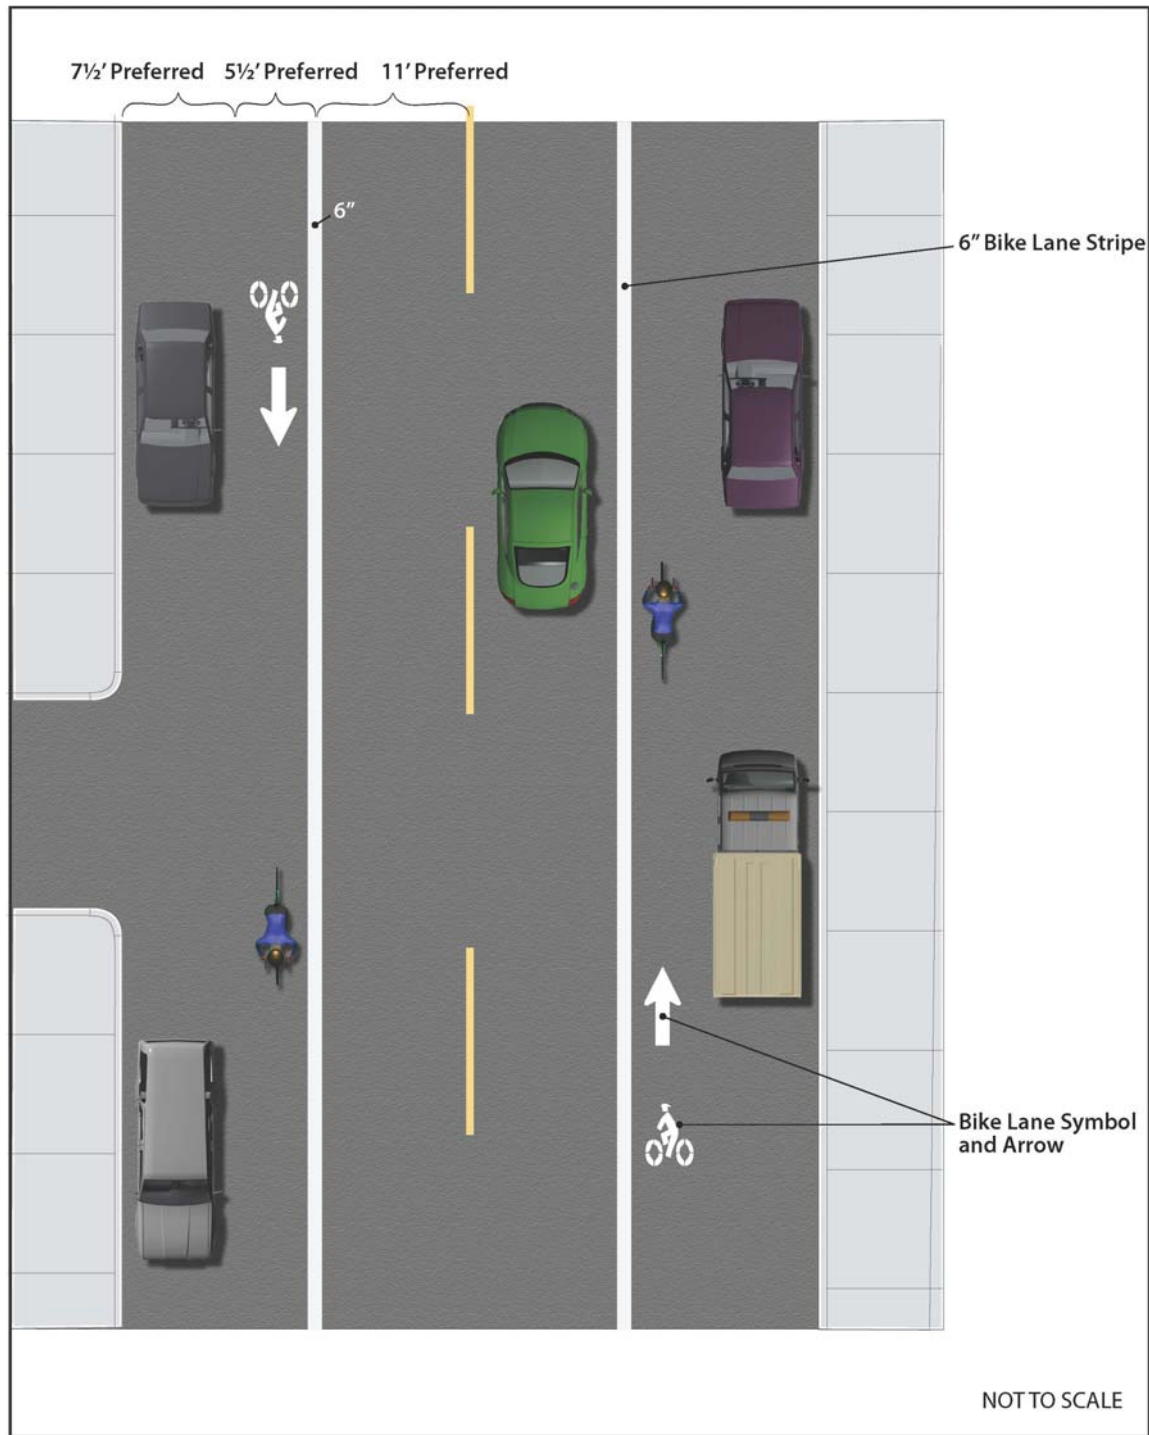 7½’ Preferred 5½’ Preferred 11’ Preferred
6”
6” Bike Lane Stripe
Bike Lane Symbol
and Arrow
NOT TO SCALE